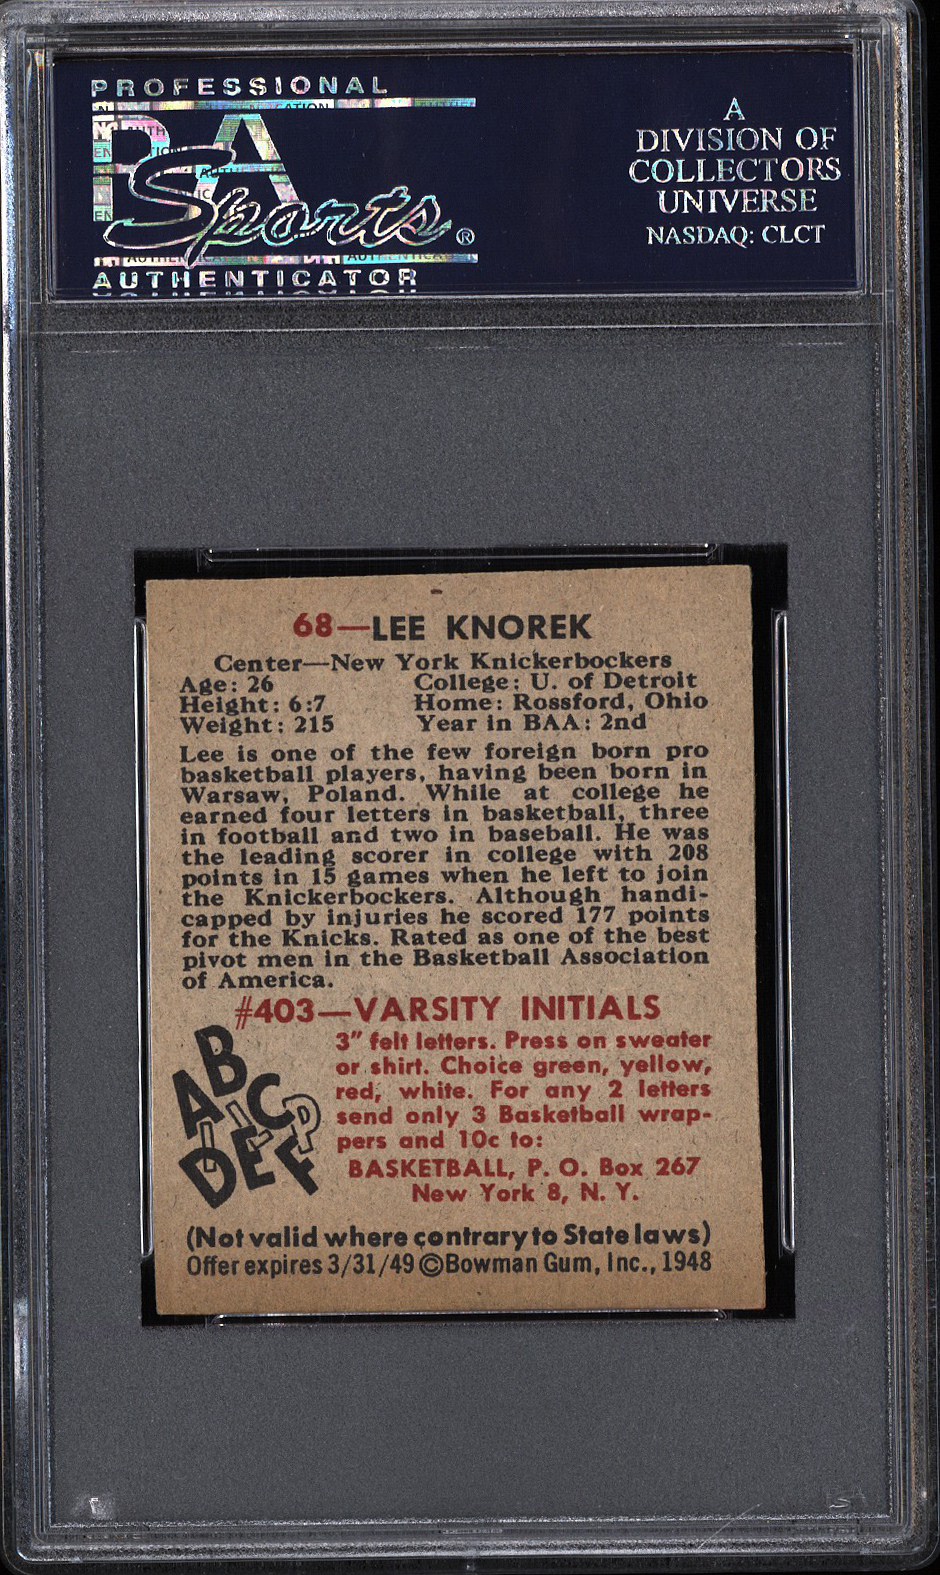 PROFESSIONAL
PSA
Sports®
AUTHENTICATOR
A
DIVISION OF
COLLECTORS
UNIVERSE
NASDAQ: CLCT
68—LEE KNOREK
Center—New York Knickerbockers
Age: 26 College: U. of Detroit
Height: 6:7 Home: Rossford, Ohio
Weight: 215 Year in BAA: 2nd
Lee is one of the few foreign born pro
basketball players, having been born in
Warsaw, Poland. While at college he
earned four letters in basketball, three
in football and two in baseball. He was
the leading scorer in college with 208
points in 15 games when he left to join
the Knickerbockers. Although handi-
capped by injuries he scored 177 points
for the Knicks. Rated as one of the best
pivot men in the Basketball Association
of America.
#403—VARSITY INITIALS
3" felt letters. Press on sweater
or shirt. Choice green, yellow,
red, white. For any 2 letters
send only 3 Basketball wrap-
pers and 10c to:
BASKETBALL, P. O. Box 267
New York 8, N. Y.
A B C
D E F
(Not valid where contrary to State laws)
Offer expires 3/31/49 ©Bowman Gum, Inc., 1948